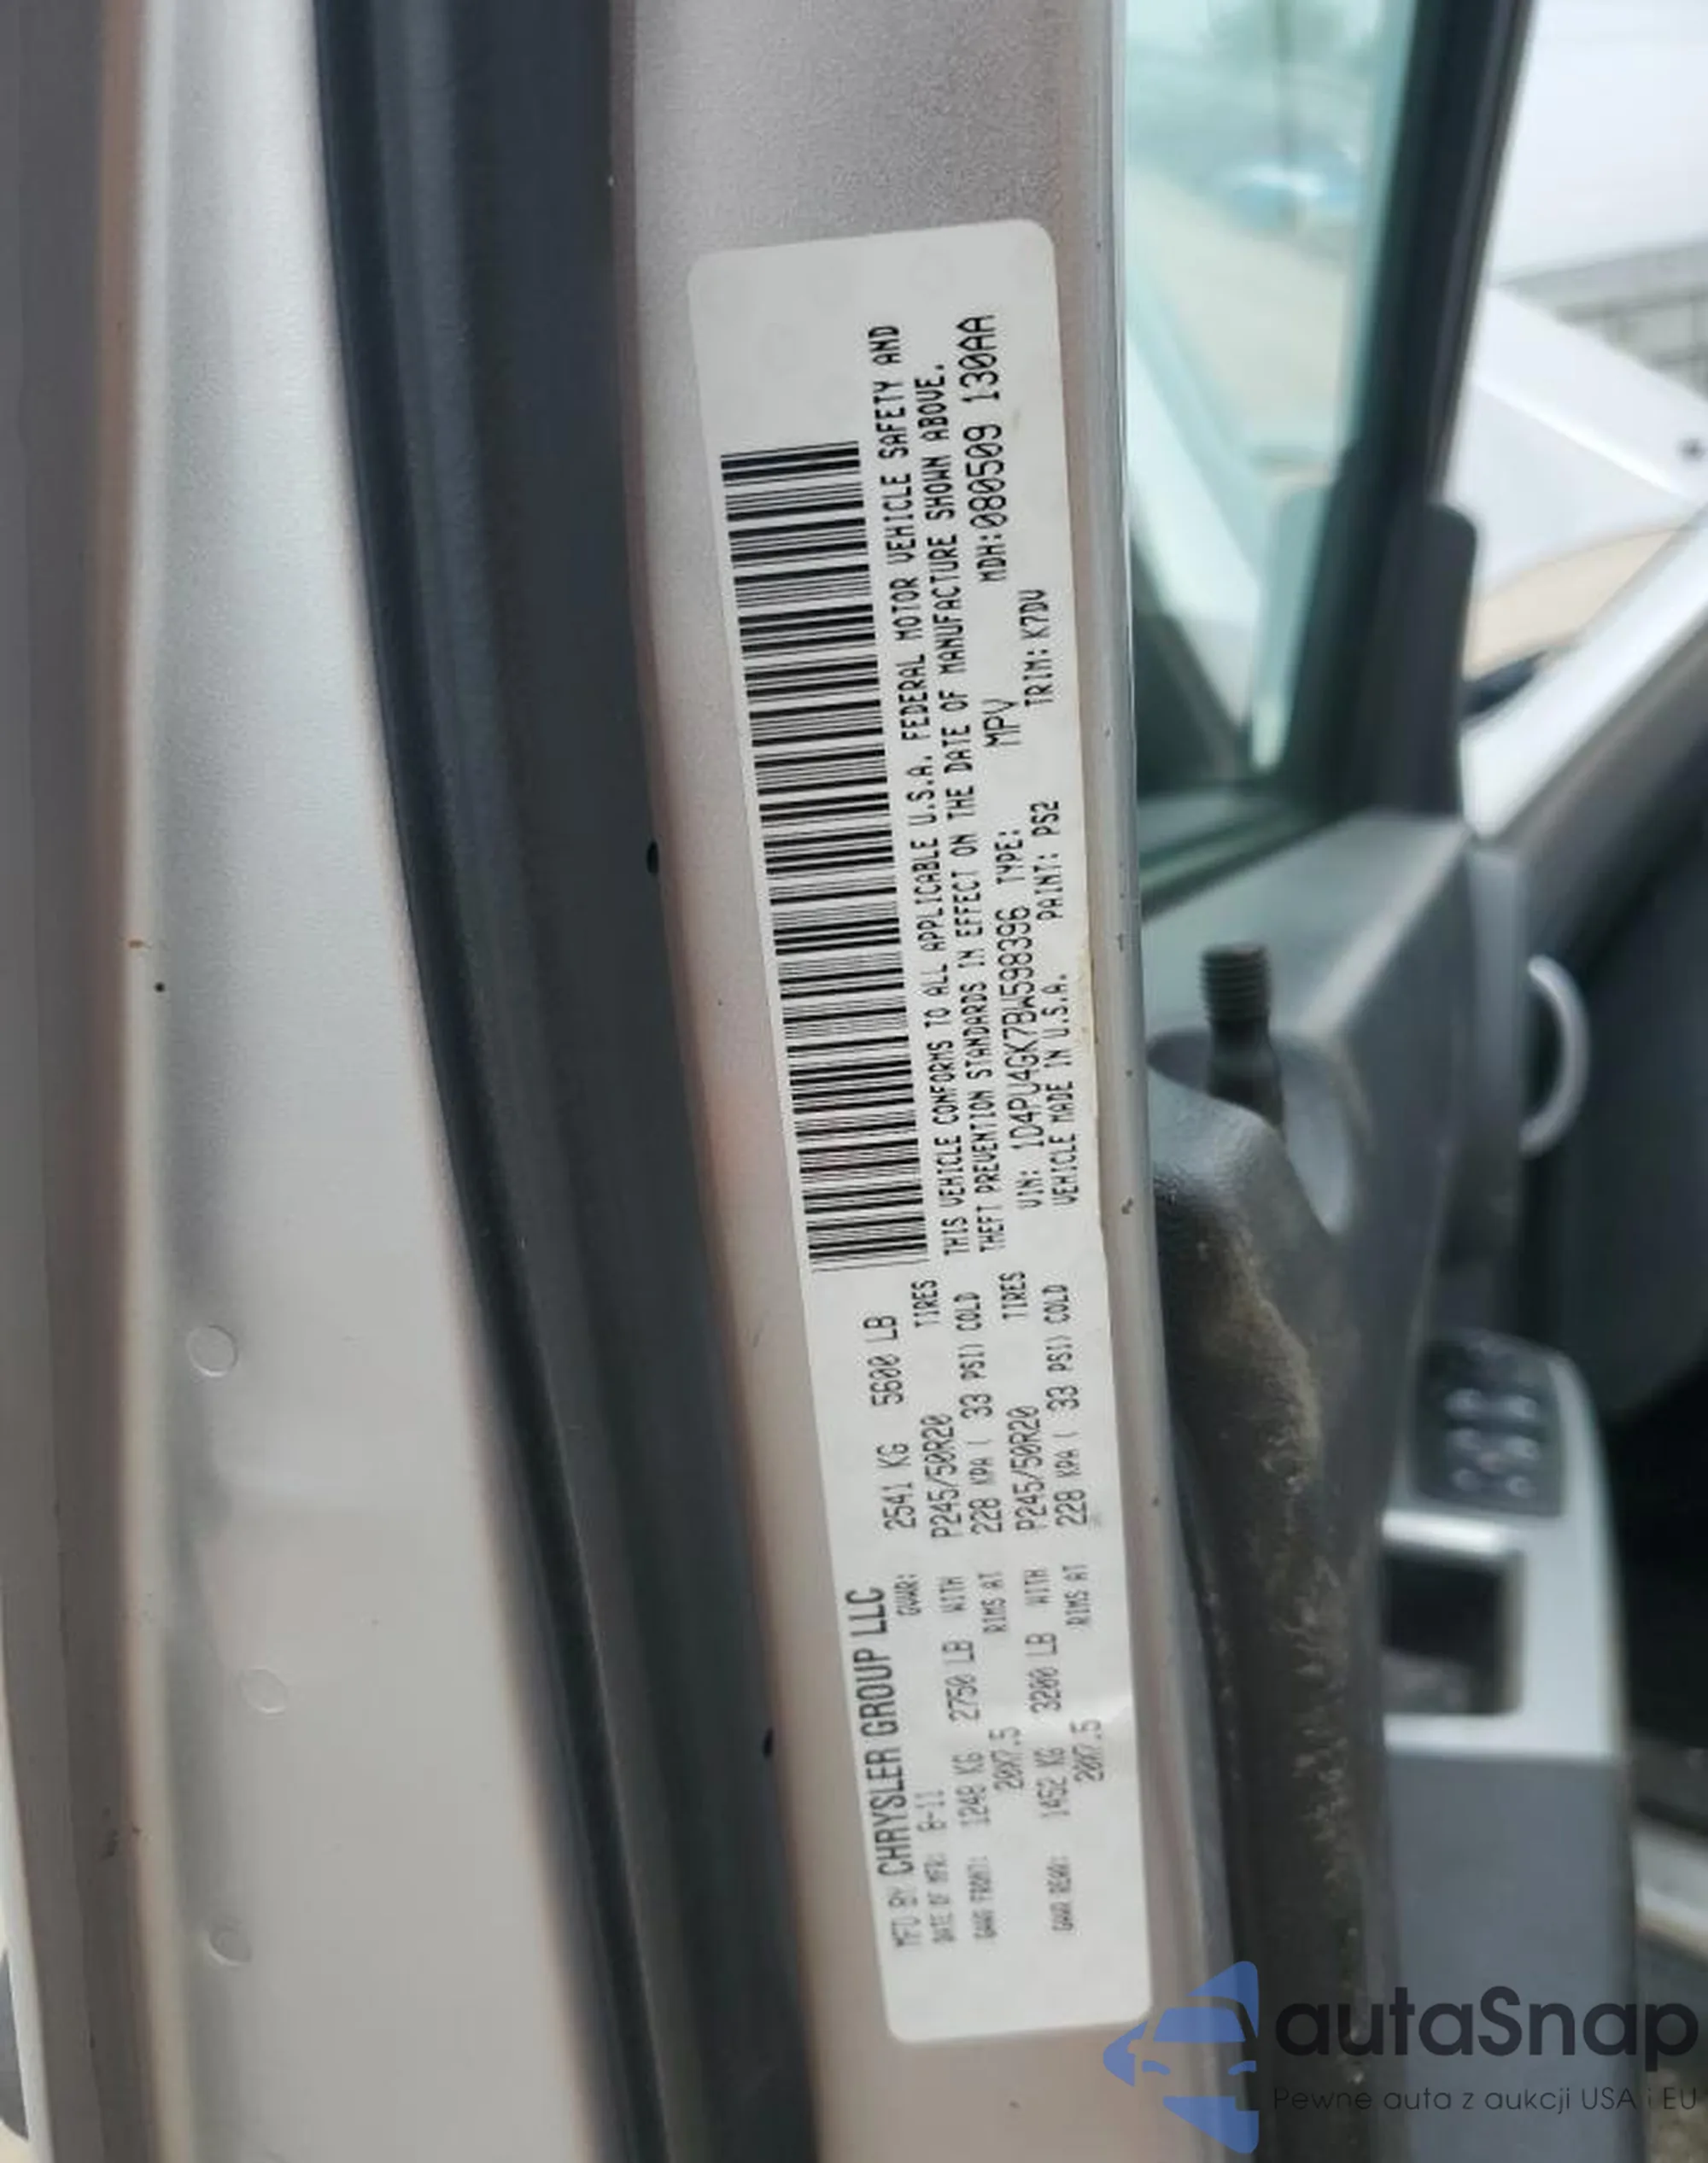 MFD BY CHRYSLER GROUP LLC
DATE OF MFR: 8-11 GVWR: 2541 KG 5600 LB
GAWR FRONT: 1248 KG 2750 LB WITH P245/50R20 TIRES
20X7.5 RIMS AT 228 KPA ( 33 PSI) COLD
GAWR REAR: 1452 KG 3200 LB WITH P245/50R20 TIRES
20X7.5 RIMS AT 228 KPA ( 33 PSI) COLD
THIS VEHICLE CONFORMS TO ALL APPLICABLE U.S.A. FEDERAL MOTOR VEHICLE SAFETY AND
THEFT PREVENTION STANDARDS IN EFFECT ON THE DATE OF MANUFACTURE SHOWN ABOVE.
VIN: 1D4PU4GK7BW598396 TYPE: MPV MDH:080509 130AA
VEHICLE MADE IN U.S.A. PAINT: PS2 TRIM: K7DV
autaSnap
Pewne auta z aukcji USA i EU